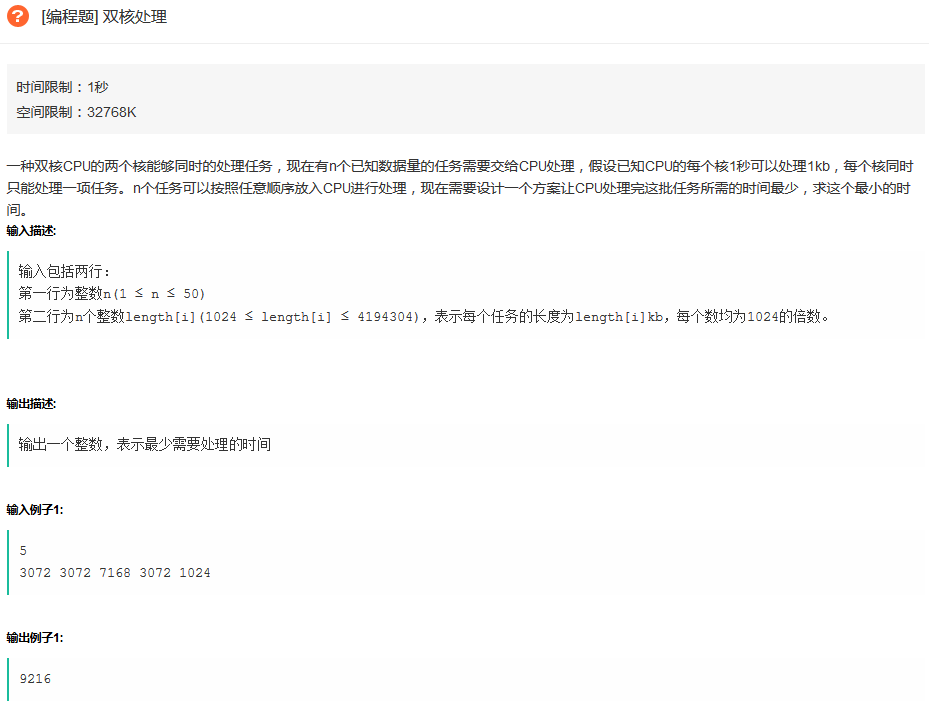 ? [编程题] 双核处理
时间限制：1秒
空间限制：32768K
一种双核CPU的两个核能够同时的处理任务，现在有n个已知数据量的任务需要交给CPU处理，假设已知CPU的每个核1秒可以处理1kb，每个核同时
只能处理一项任务。n个任务可以按照任意顺序放入CPU进行处理，现在需要设计一个方案让CPU处理完这批任务所需的时间最少，求这个最小的时
间。
输入描述:
输入包括两行：
第一行为整数n(1 ≤ n ≤ 50)
第二行为n个整数length[i](1024 ≤ length[i] ≤ 4194304)，表示每个任务的长度为length[i]kb，每个数均为1024的倍数。
输出描述:
输出一个整数，表示最少需要处理的时间
输入例子1:
5
3072 3072 7168 3072 1024
输出例子1:
9216